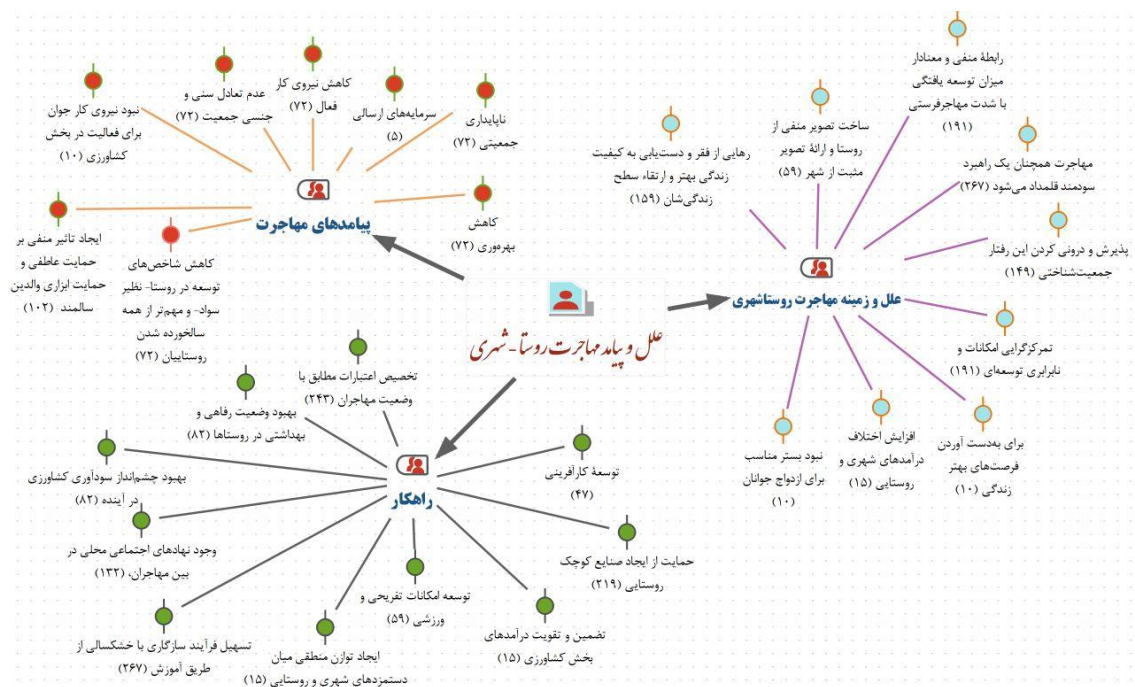 علل و پیامد مهاجرت روستا - شهری
علل و زمینه مهاجرت روستاشهری
رابطهٔ منفی و معنادار
میزان توسعه یافتگی
با شدت مهاجرفرستی
(۱۹۱)
ساخت تصویر منفی از
روستا و ارائهٔ تصویر
مثبت از شهر (۵۹)
رهایی از فقر و دست‌یابی به کیفیت
زندگی بهتر و ارتقاء سطح
زندگی‌شان (۱۵۹)
مهاجرت همچنان یک راهبرد
سودمند قلمداد می‌شود (۲۶۷)
پذیرش و درونی کردن این رفتار
جمعیت‌شناختی (۱۴۹)
تمرکزگرایی امکانات و
نابرابری توسعه‌ای (۱۹۱)
برای به‌دست آوردن
فرصت‌های بهتر
زندگی (۱۰)
افزایش اختلاف
درآمدهای شهری و
روستایی (۱۵)
نبود بستر مناسب
برای ازدواج جوانان
(۱۰)
پیامدهای مهاجرت
ناپایداری
جمعیتی (۷۲)
سرمایه‌های ارسالی
(۵)
کاهش نیروی کار
فعال (۷۲)
عدم تعادل سنی و
جنسی جمعیت (۷۲)
نبود نیروی کار جوان
برای فعالیت در بخش
کشاورزی (۱۰)
کاهش
بهره‌وری (۷۲)
کاهش شاخص‌های
توسعه در روستا- نظیر
سواد- و مهم‌تر از همه
سالخورده شدن
روستاییان (۷۲)
ایجاد تاثیر منفی بر
حمایت عاطفی و
حمایت ابزاری والدین
سالمند (۱۰۲)
راهکار
تخصیص اعتبارات مطابق با
وضعیت مهاجران (۲۴۳)
بهبود وضعیت رفاهی و
بهداشتی در روستاها (۸۲)
بهبود چشم‌انداز سودآوری کشاورزی
در آینده (۸۲)
وجود نهادهای اجتماعی محلی در
بین مهاجران، (۱۳۲)
تسهیل فرآیند سازگاری با خشکسالی از
طریق آموزش (۲۶۷)
ایجاد توازن منطقی میان
دستمزدهای شهری و روستایی (۱۵)
توسعه امکانات تفریحی و
ورزشی (۵۹)
تضمین و تقویت درآمدهای
بخش کشاورزی (۱۵)
حمایت از ایجاد صنایع کوچک
روستایی (۲۱۹)
توسعهٔ کارآفرینی
(۴۷)